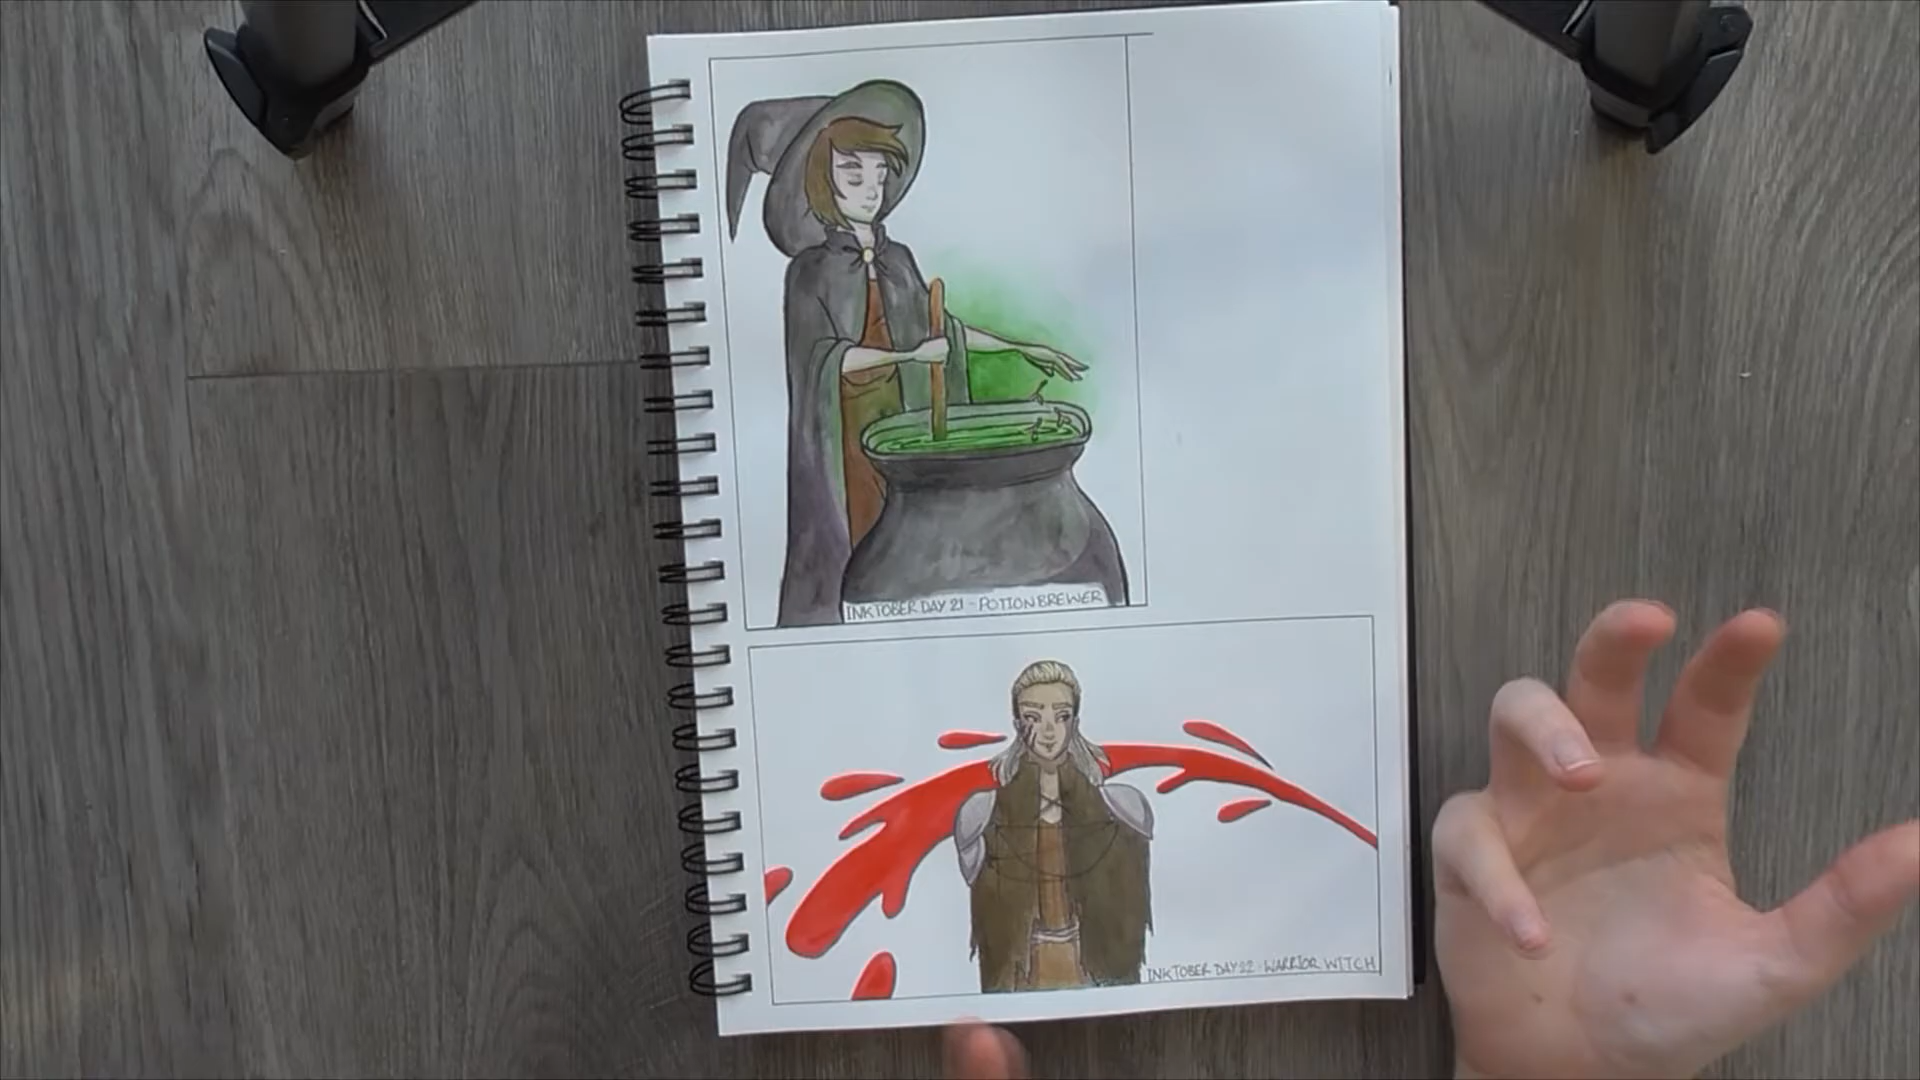 INKTOBER DAY 21 - POTION BREWER
INKTOBER DAY 22 - WARRIOR WITCH